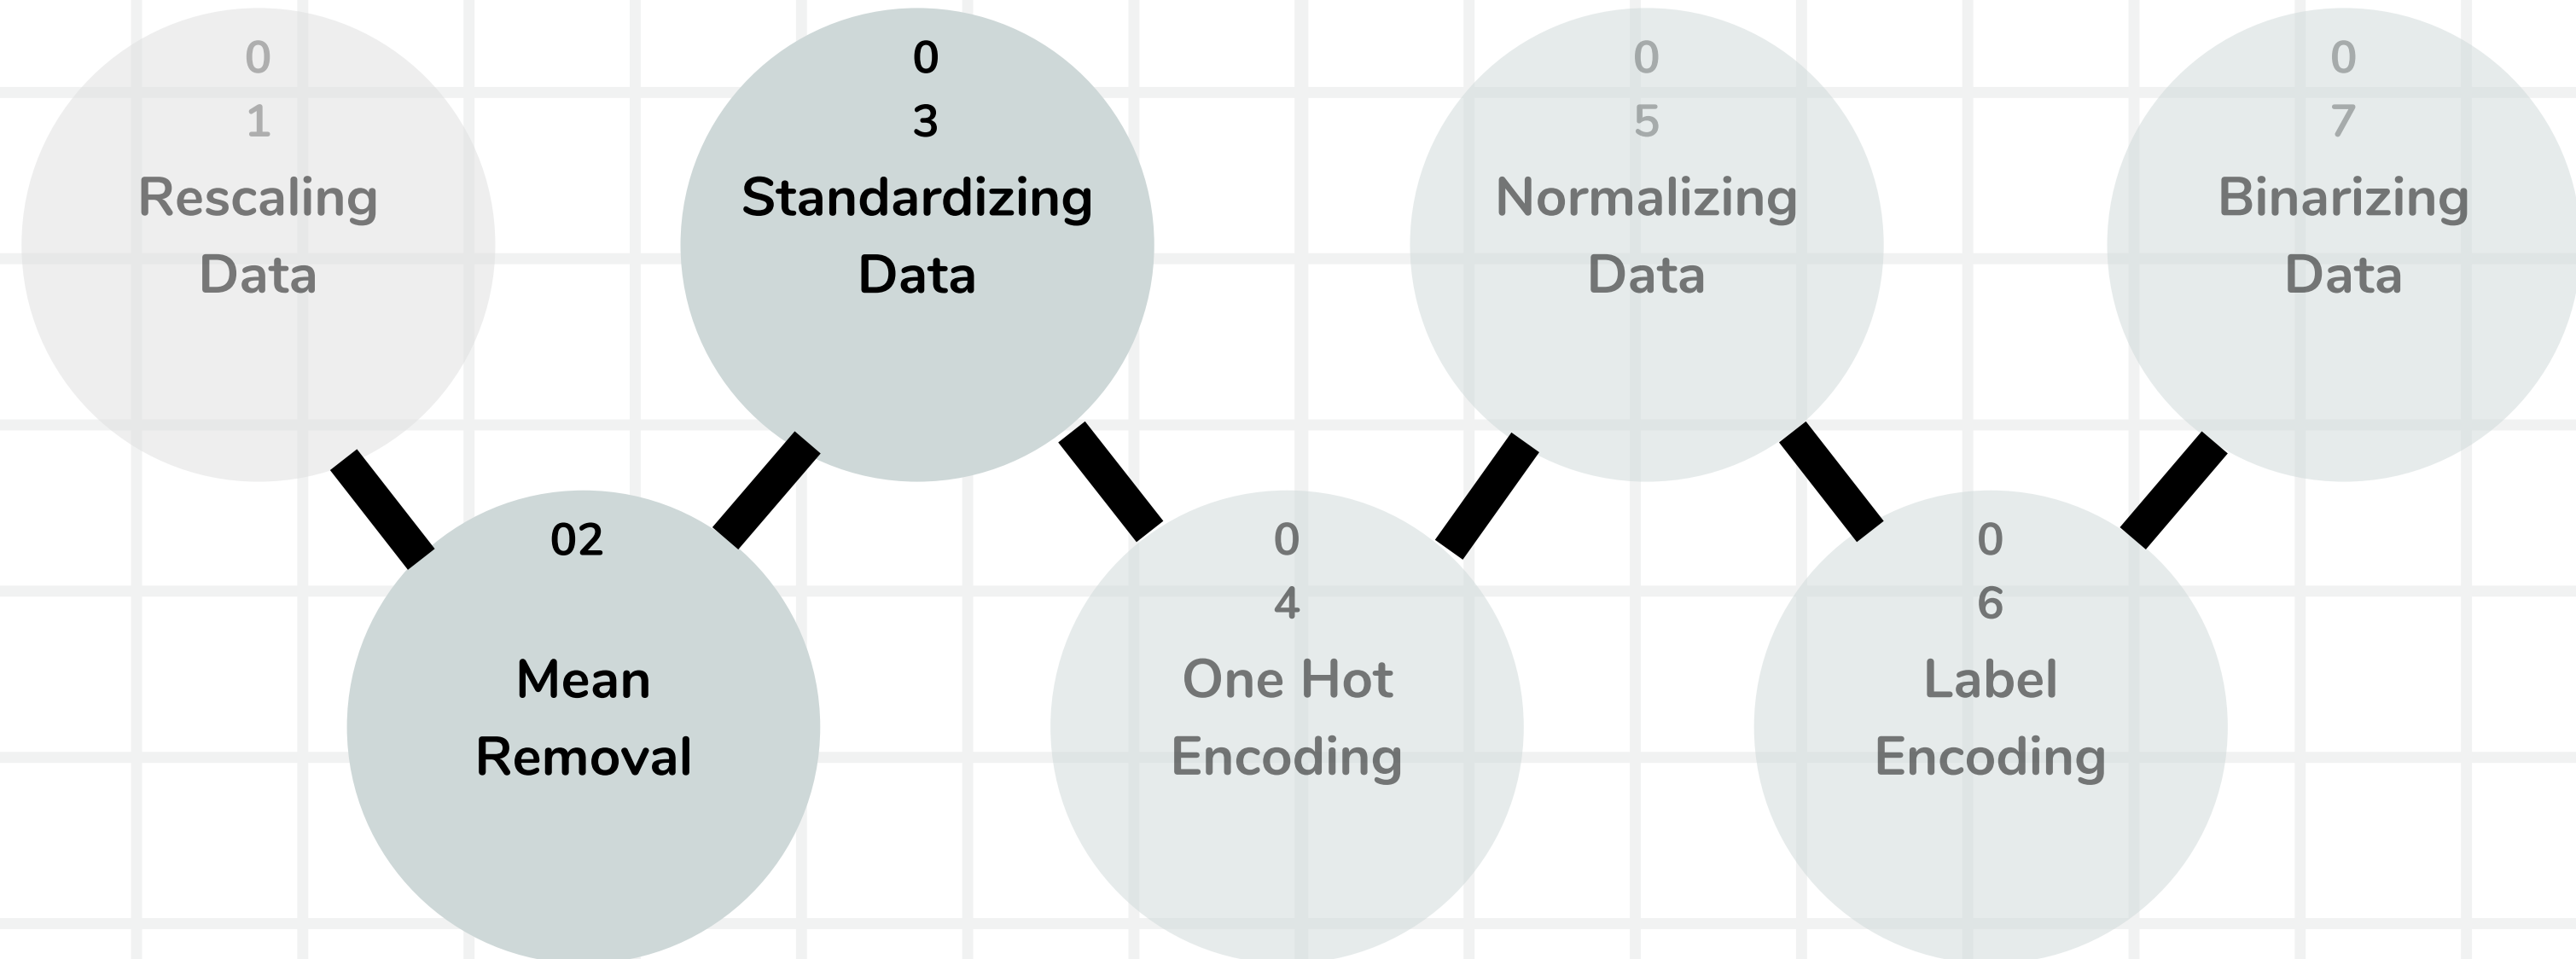 0
1
Rescaling
Data
02
Mean
Removal
0
3
Standardizing
Data
0
4
One Hot
Encoding
0
5
Normalizing
Data
0
6
Label
Encoding
0
7
Binarizing
Data